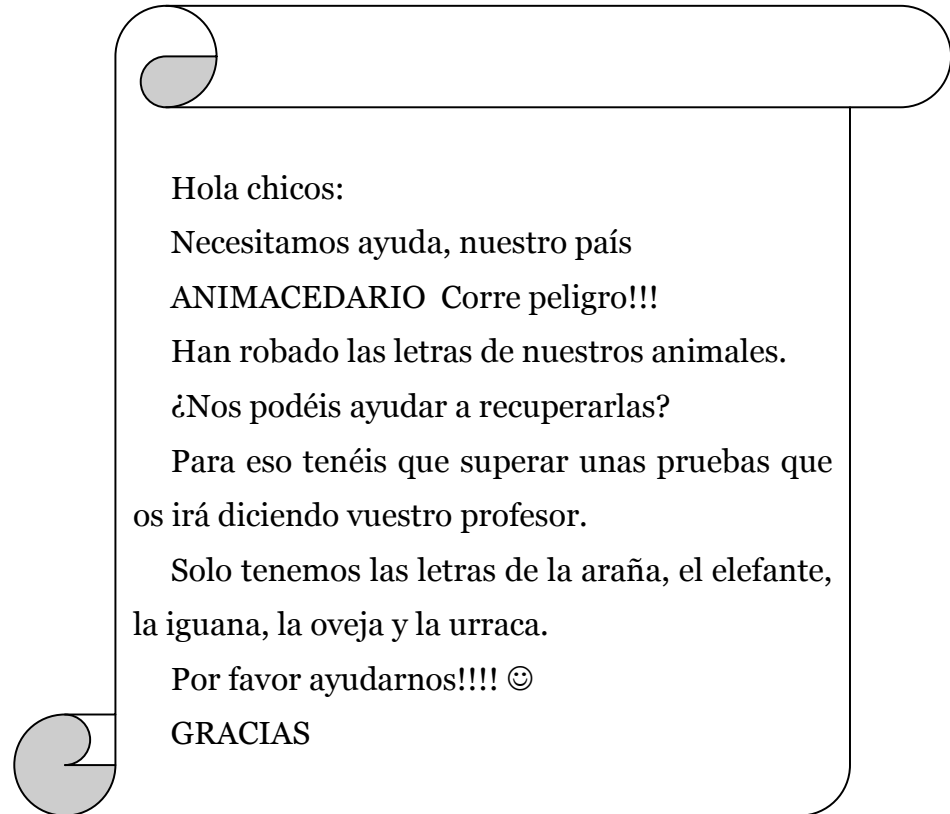 Hola chicos:
Necesitamos ayuda, nuestro país
ANIMACEDARIO Corre peligro!!!
Han robado las letras de nuestros animales.
¿Nos podéis ayudar a recuperarlas?
Para eso tenéis que superar unas pruebas que
os irá diciendo vuestro profesor.
Solo tenemos las letras de la araña, el elefante,
la iguana, la oveja y la urraca.
Por favor ayudarnos!!!! ☺
GRACIAS